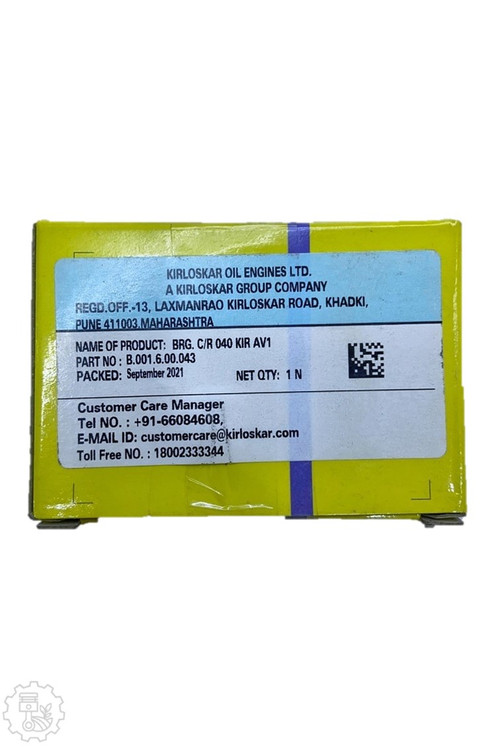 KIRLOSKAR OIL ENGINES LTD.
A KIRLOSKAR GROUP COMPANY
REGD.OFF.-13, LAXMANRAO KIRLOSKAR ROAD, KHADKI,
PUNE 411003.MAHARASHTRA
NAME OF PRODUCT: BRG. C/R 040 KIR AV1
PART NO : B.001.6.00.043
PACKED: September 2021 NET QTY: 1 N
Customer Care Manager
Tel NO. : +91-66084608,
E-MAIL ID: customercare@kirloskar.com
Toll Free NO. : 18002333344